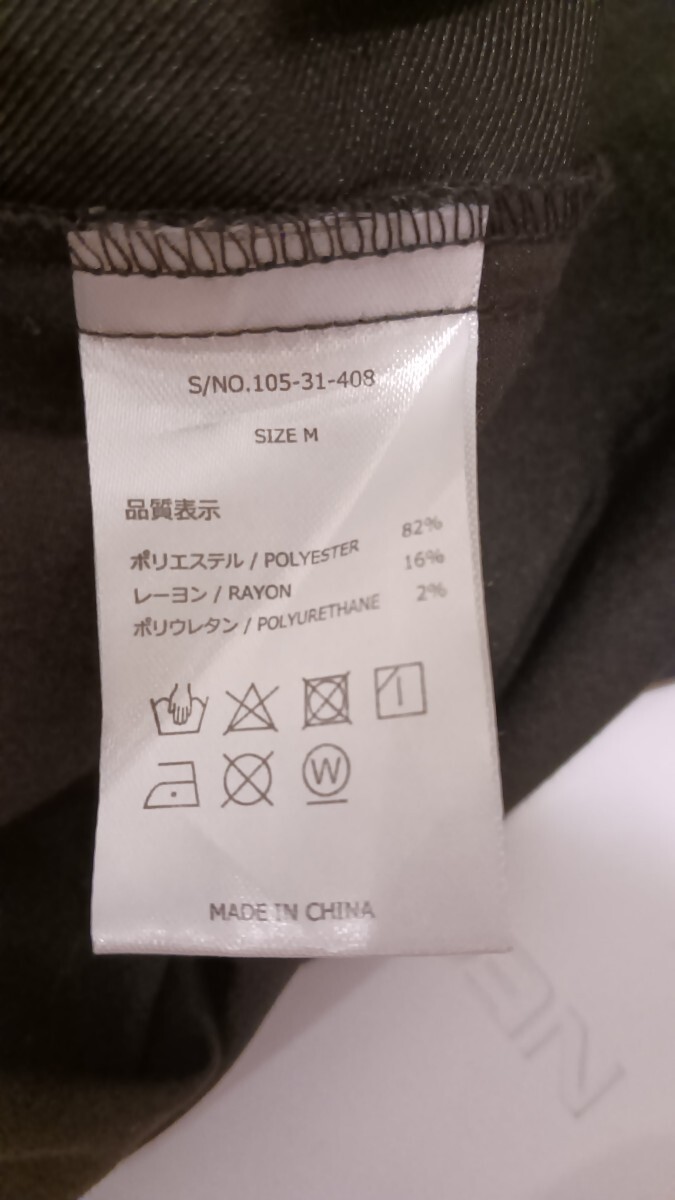 S/NO.105-31-408
SIZE M
品質表示
ポリエステル / POLYESTER 82%
レーヨン / RAYON 16%
ポリウレタン / POLYURETHANE 2%
W
MADE IN CHINA